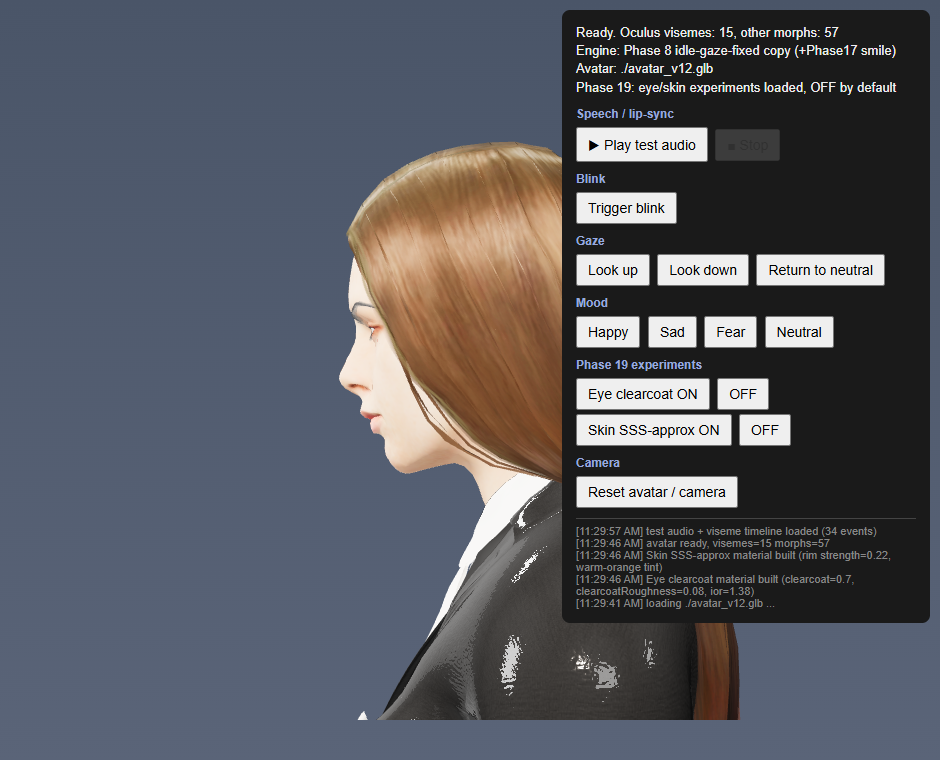 Ready. Oculus visemes: 15, other morphs: 57
Engine: Phase 8 idle-gaze-fixed copy (+Phase17 smile)
Avatar: ./avatar_v12.glb
Phase 19: eye/skin experiments loaded, OFF by default
Speech / lip-sync
▶ Play test audio ■ Stop
Blink
Trigger blink
Gaze
Look up Look down Return to neutral
Mood
Happy Sad Fear Neutral
Phase 19 experiments
Eye clearcoat ON OFF
Skin SSS-approx ON OFF
Camera
Reset avatar / camera
[11:29:57 AM] test audio + viseme timeline loaded (34 events)
[11:29:46 AM] avatar ready, visemes=15 morphs=57
[11:29:46 AM] Skin SSS-approx material built (rim strength=0.22,
warm-orange tint)
[11:29:46 AM] Eye clearcoat material built (clearcoat=0.7,
clearcoatRoughness=0.08, ior=1.38)
[11:29:41 AM] loading ./avatar_v12.glb ...